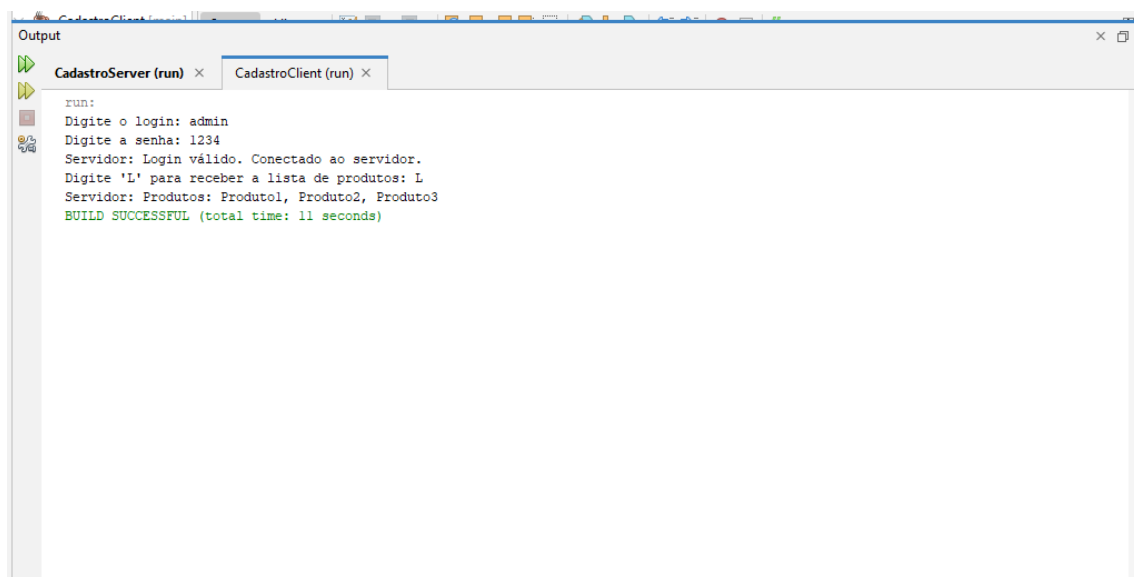 Output
CadastroServer (run) CadastroClient (run)
run:
Digite o login: admin
Digite a senha: 1234
Servidor: Login válido. Conectado ao servidor.
Digite 'L' para receber a lista de produtos: L
Servidor: Produtos: Produto1, Produto2, Produto3
BUILD SUCCESSFUL (total time: 11 seconds)